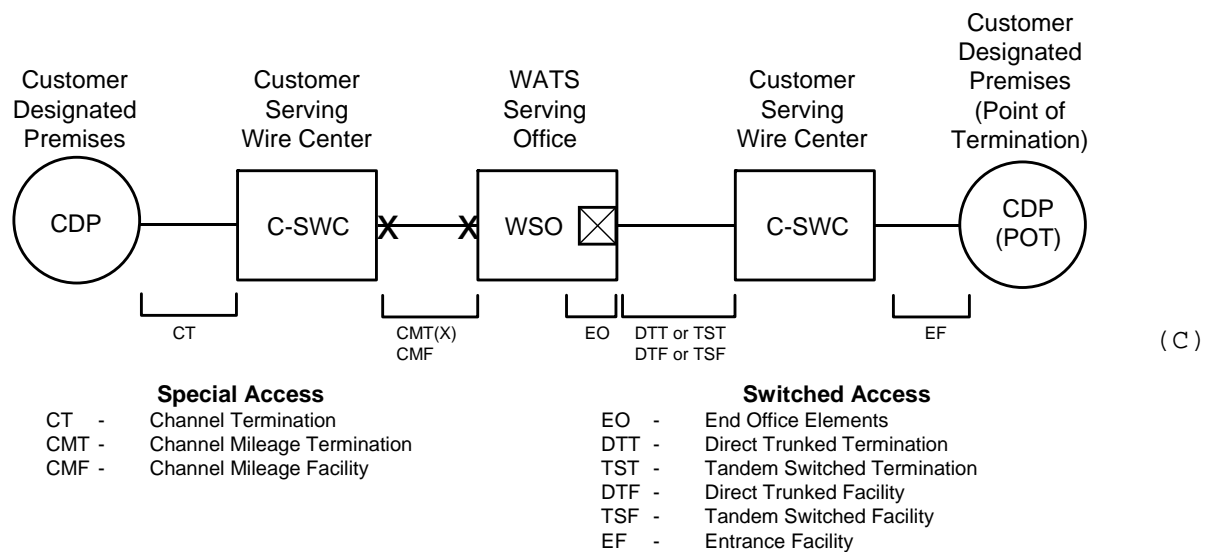 Customer
Designated
Premises
Customer
Serving
Wire Center
WATS
Serving
Office
Customer
Serving
Wire Center
Customer
Designated
Premises
(Point of
Termination)
CDP
C-SWC
X
X
WSO
C-SWC
CDP
(POT)
CT
CMT(X)
CMF
EO
DTT or TST
DTF or TSF
EF
(C)
Special Access
CT - Channel Termination
CMT - Channel Mileage Termination
CMF - Channel Mileage Facility
Switched Access
EO - End Office Elements
DTT - Direct Trunked Termination
TST - Tandem Switched Termination
DTF - Direct Trunked Facility
TSF - Tandem Switched Facility
EF - Entrance Facility